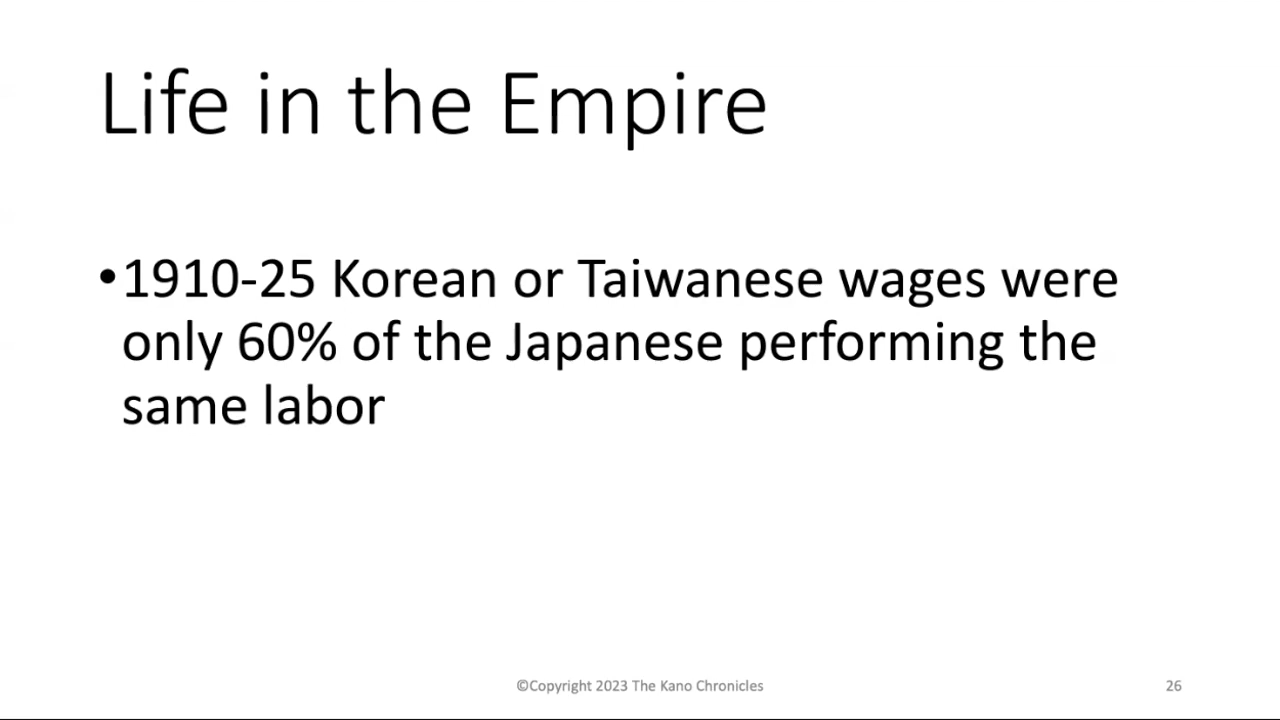 Life in the Empire
•1910-25 Korean or Taiwanese wages were
only 60% of the Japanese performing the
same labor
©Copyright 2023 The Kano Chronicles
26